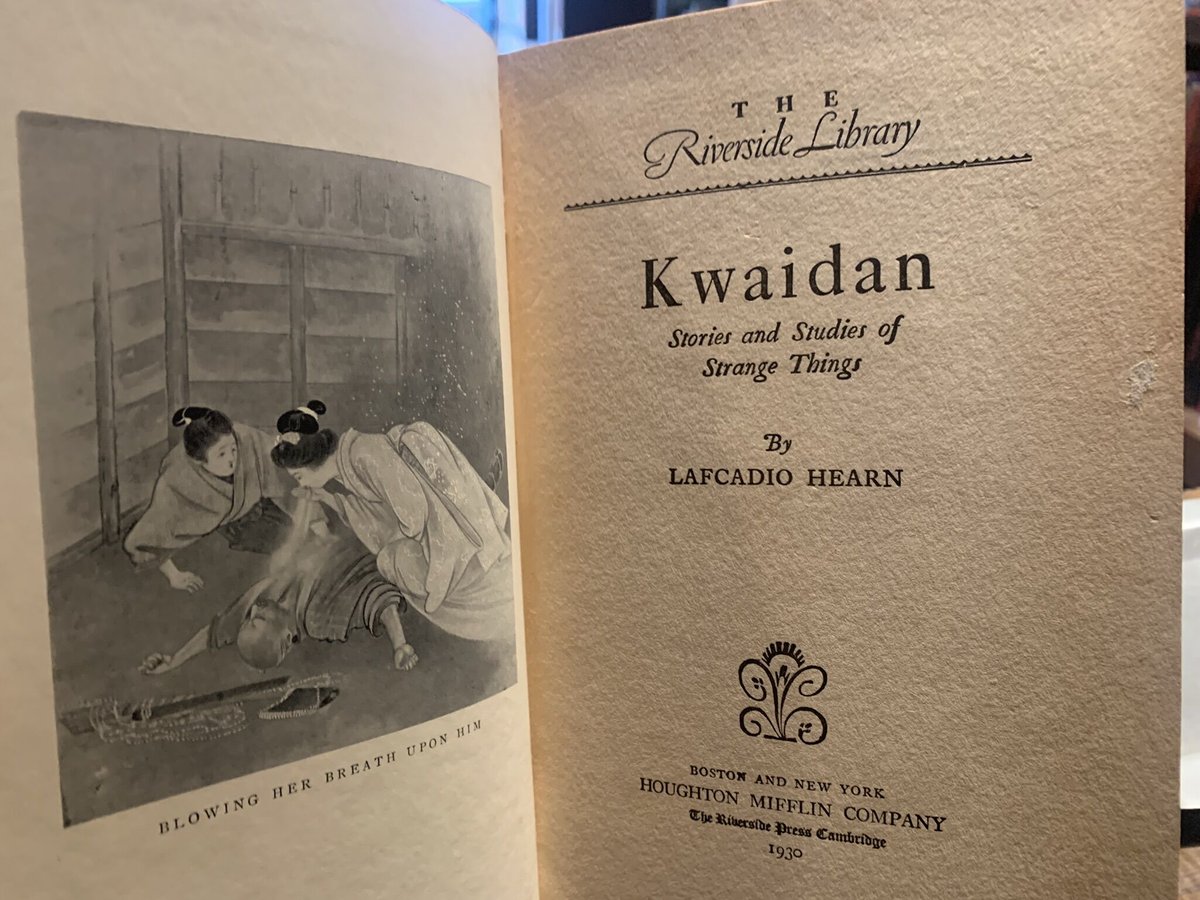 BLOWING HER BREATH UPON HIM
THE
Riverside Library
Kwaidan
Stories and Studies of
Strange Things
By
LAFCADIO HEARN
BOSTON AND NEW YORK
HOUGHTON MIFFLIN COMPANY
The Riverside Press Cambridge
1930